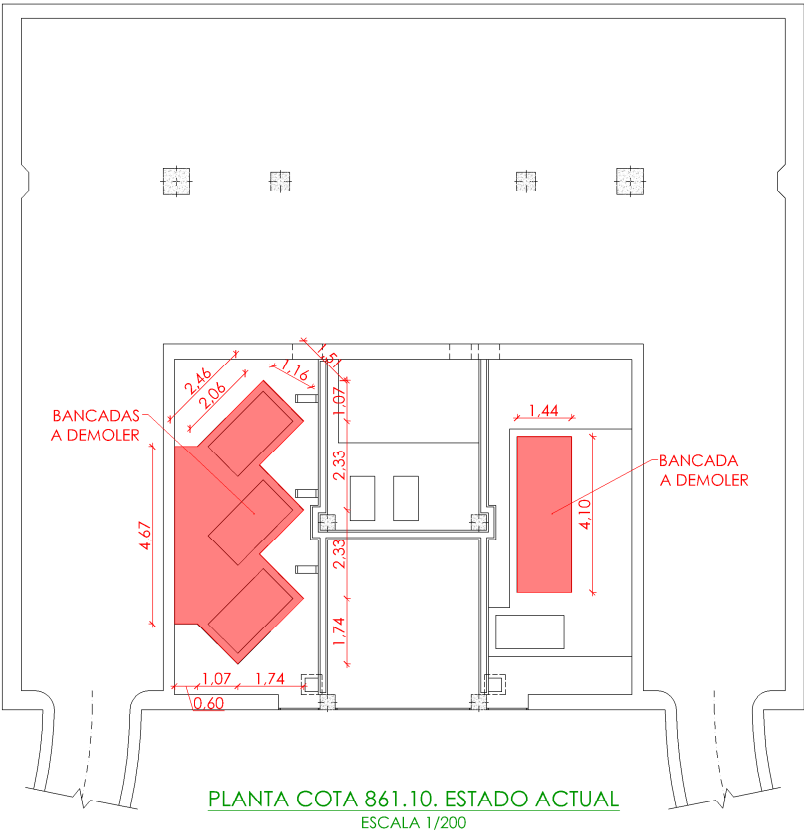 1,51
2,46
1,16
2,06
1,07
1,44
BANCADAS
A DEMOLER
BANCADA
A DEMOLER
2,33
4,10
4 67
2,33
1,74
1,07
1,74
0,60
PLANTA COTA 861.10. ESTADO ACTUAL
ESCALA 1/200